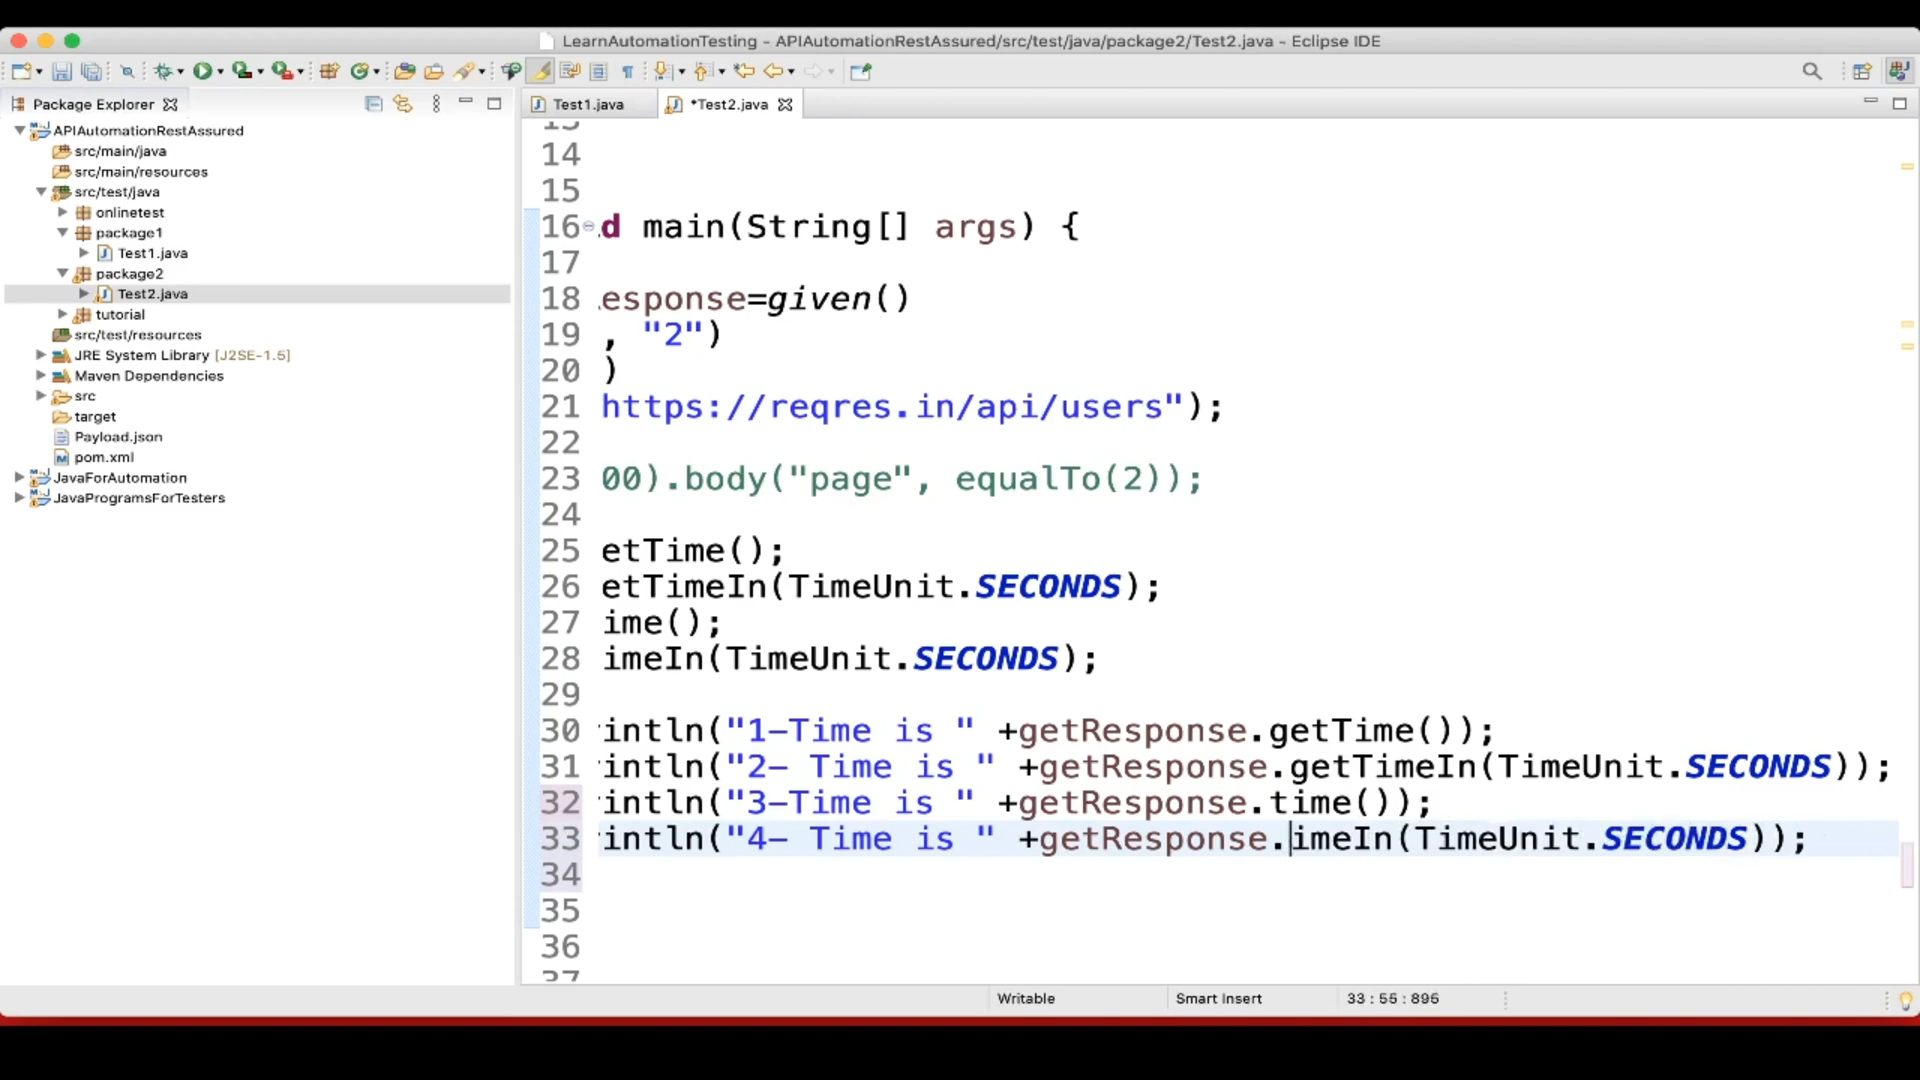 LearnAutomationTesting - APIAutomationRestAssured/src/test/java/package2/Test2.java - Eclipse IDE
Package Explorer
Test1.java
*Test2.java
APIAutomationRestAssured
src/main/java
src/main/resources
src/test/java
onlinetest
package1
Test1.java
package2
Test2.java
tutorial
src/test/resources
JRE System Library [J2SE-1.5]
Maven Dependencies
src
target
Payload.json
pom.xml
JavaForAutomation
JavaProgramsForTesters
13
14
15
16 d main(String[] args) {
17
18 esponse=given()
19 , "2")
20 )
21 https://reqres.in/api/users");
22
23 00).body("page", equalTo(2));
24
25 etTime();
26 etTimeIn(TimeUnit.SECONDS);
27 ime();
28 imeIn(TimeUnit.SECONDS);
29
30 intln("1-Time is " +getResponse.getTime());
31 intln("2- Time is " +getResponse.getTimeIn(TimeUnit.SECONDS));
32 intln("3-Time is " +getResponse.time());
33 intln("4- Time is " +getResponse.imeIn(TimeUnit.SECONDS));
34
35
36
37
Writable
Smart Insert
33 : 55 : 895